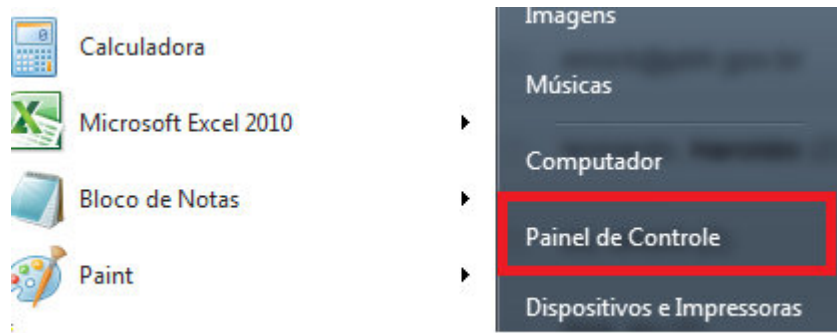 Calculadora
Microsoft Excel 2010
Bloco de Notas
Paint
Imagens
Músicas
Computador
Painel de Controle
Dispositivos e Impressoras